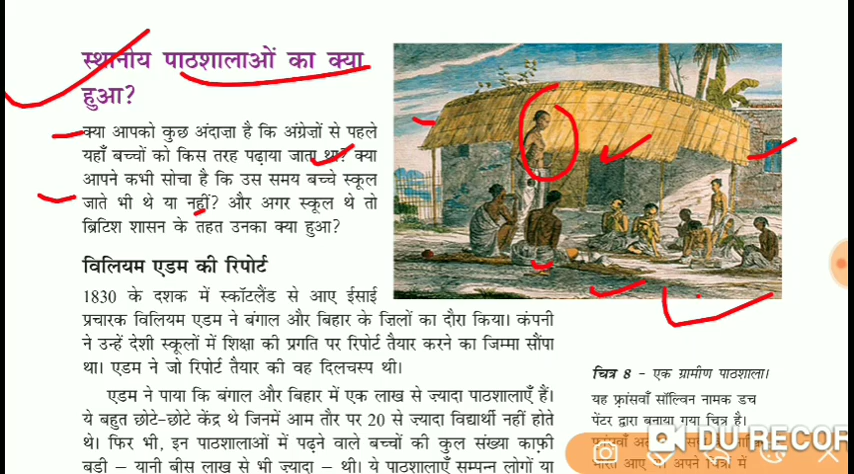 स्थानीय पाठशालाओं का क्या
हुआ?
क्या आपको कुछ अंदाजा है कि अंग्रेज़ों से पहले
यहाँ बच्चों को किस तरह पढ़ाया जाता था? क्या
आपने कभी सोचा है कि उस समय बच्चे स्कूल
जाते भी थे या नहीं? और अगर स्कूल थे तो
ब्रिटिश शासन के तहत उनका क्या हुआ?
विलियम एडम की रिपोर्ट
1830 के दशक में स्कॉटलैंड से आए ईसाई
प्रचारक विलियम एडम ने बंगाल और बिहार के ज़िलों का दौरा किया। कंपनी
ने उन्हें देशी स्कूलों में शिक्षा की प्रगति पर रिपोर्ट तैयार करने का जिम्मा सौंपा
था। एडम ने जो रिपोर्ट तैयार की वह दिलचस्प थी।
एडम ने पाया कि बंगाल और बिहार में एक लाख से ज़्यादा पाठशालाएँ हैं।
ये बहुत छोटे-छोटे केंद्र थे जिनमें आम तौर पर 20 से ज़्यादा विद्यार्थी नहीं होते
थे। फिर भी, इन पाठशालाओं में पढ़ने वाले बच्चों की कुल संख्या काफ़ी
बड़ी – यानी बीस लाख से भी ज़्यादा – थी। ये पाठशालाएँ सम्पन्न लोगों या
चित्र 8 - एक ग्रामीण पाठशाला।
यह फ़्रांसवाँ सॉल्विन नामक डच
पेंटर द्वारा बनाया गया चित्र है।
DU RECOR